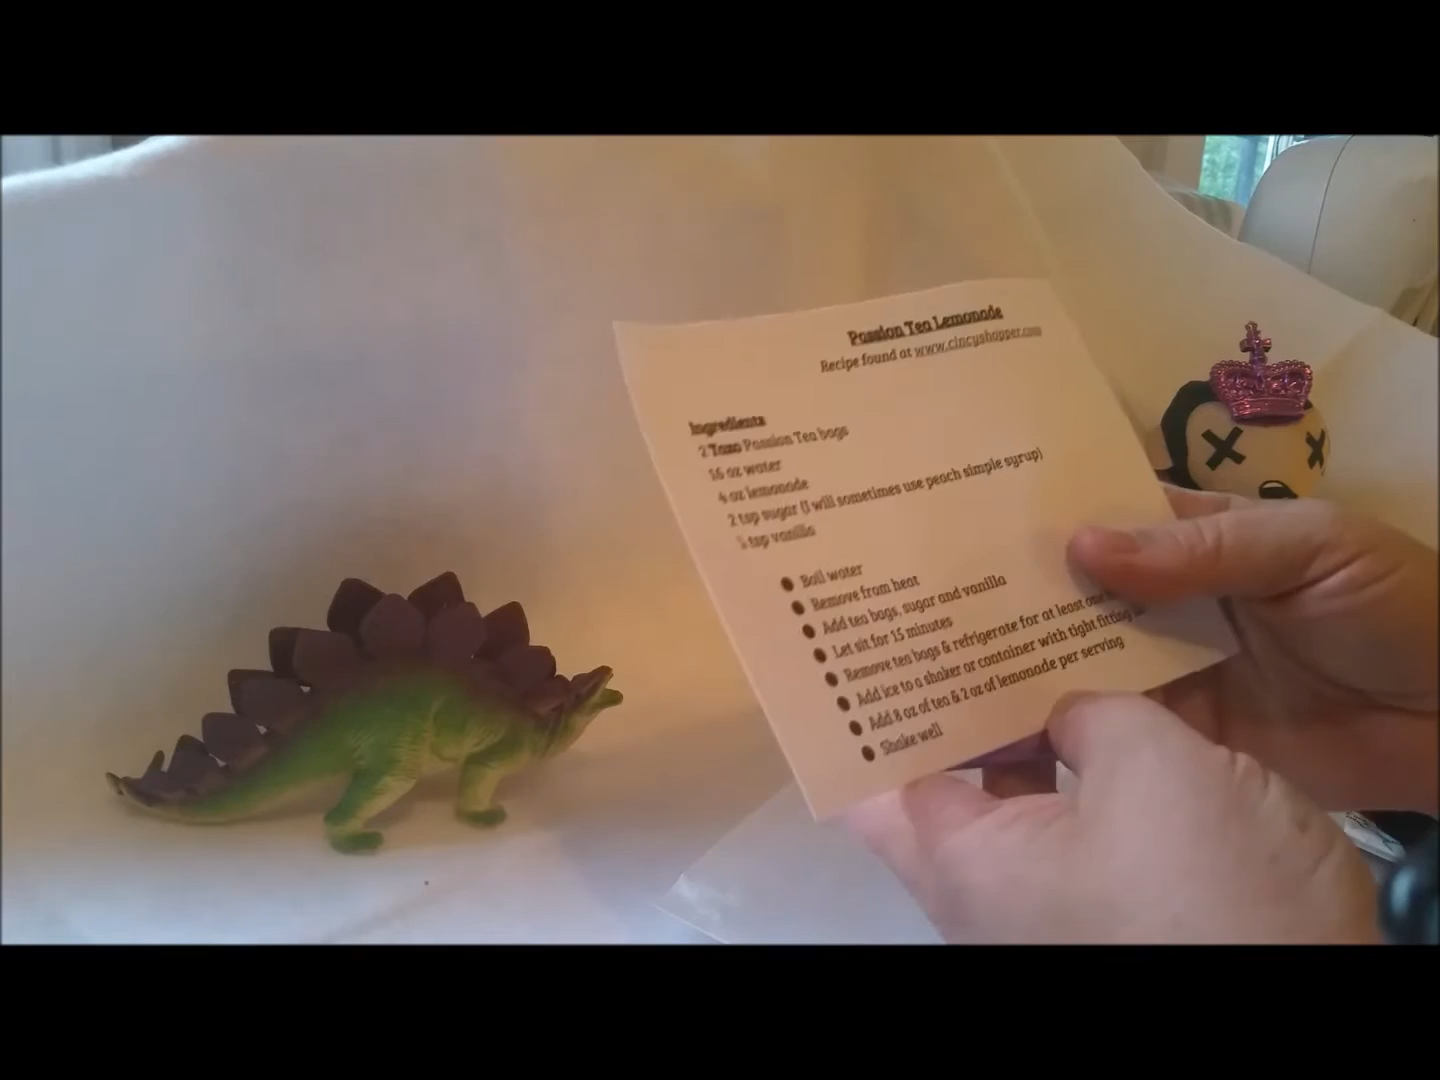 Passion Tea Lemonade
Recipe found at www.cincyshopper.com
Ingredients
2 Tazo Passion Tea bags
16 oz water
4 oz lemonade
2 tsp sugar (I will sometimes use peach simple syrup)
tsp vanilla
● Boil water
● Remove from heat
● Add tea bags, sugar and vanilla
● Let sit for 15 minutes
● Remove tea bags & refrigerate for at least one
● Add ice to a shaker or container with tight fitting
● Add 8 oz of tea & 2 oz of lemonade per serving
● Shake well